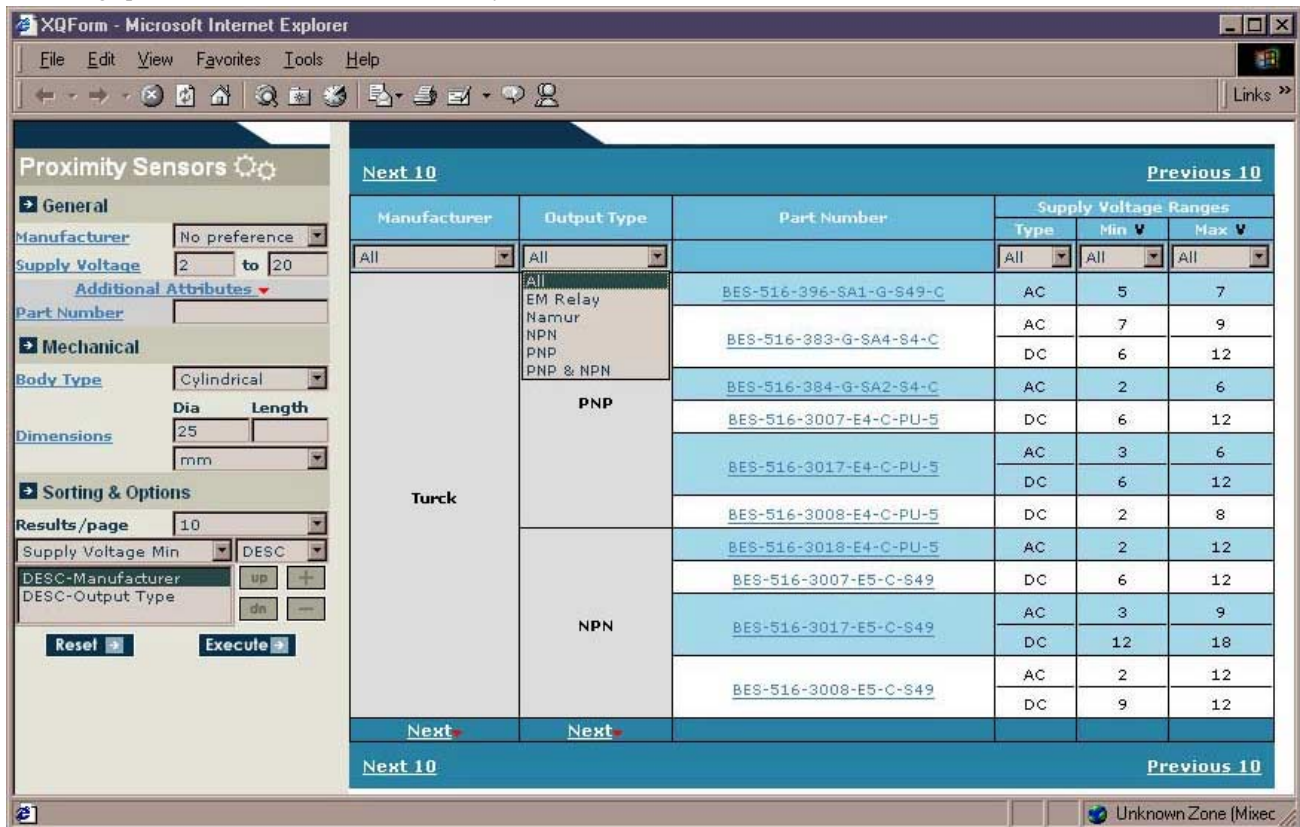 XQForm - Microsoft Internet Explorer
File Edit View Favorites Tools Help
Links »
Proximity Sensors
General
Manufacturer No preference
Supply Voltage 2 to 20
Additional Attributes
Part Number
Mechanical
Body Type Cylindrical
Dia Length
Dimensions 25
mm
Sorting & Options
Results/page 10
Supply Voltage Min DESC
DESC-Manufacturer up +
DESC-Output Type
dn —
Reset Execute
Next 10 Previous 10
Manufacturer Output Type Part Number Supply Voltage Ranges
Type Min V Max V
All All All All All
All
EM Relay
Namur
NPN
PNP
PNP & NPN
BES-516-396-SA1-G-S49-C AC 5 7
BES-516-383-G-SA4-S4-C AC 7 9
DC 6 12
BES-516-384-G-SA2-S4-C AC 2 6
PNP
BES-516-3007-E4-C-PU-5 DC 6 12
BES-516-3017-E4-C-PU-5 AC 3 6
DC 6 12
Turck
BES-516-3008-E4-C-PU-5 DC 2 8
BES-516-3018-E4-C-PU-5 AC 2 12
BES-516-3007-E5-C-S49 DC 6 12
NPN
BES-516-3017-E5-C-S49 AC 3 9
DC 12 18
BES-516-3008-E5-C-S49 AC 2 12
DC 9 12
Next Next
Next 10 Previous 10
Unknown Zone (Mixec